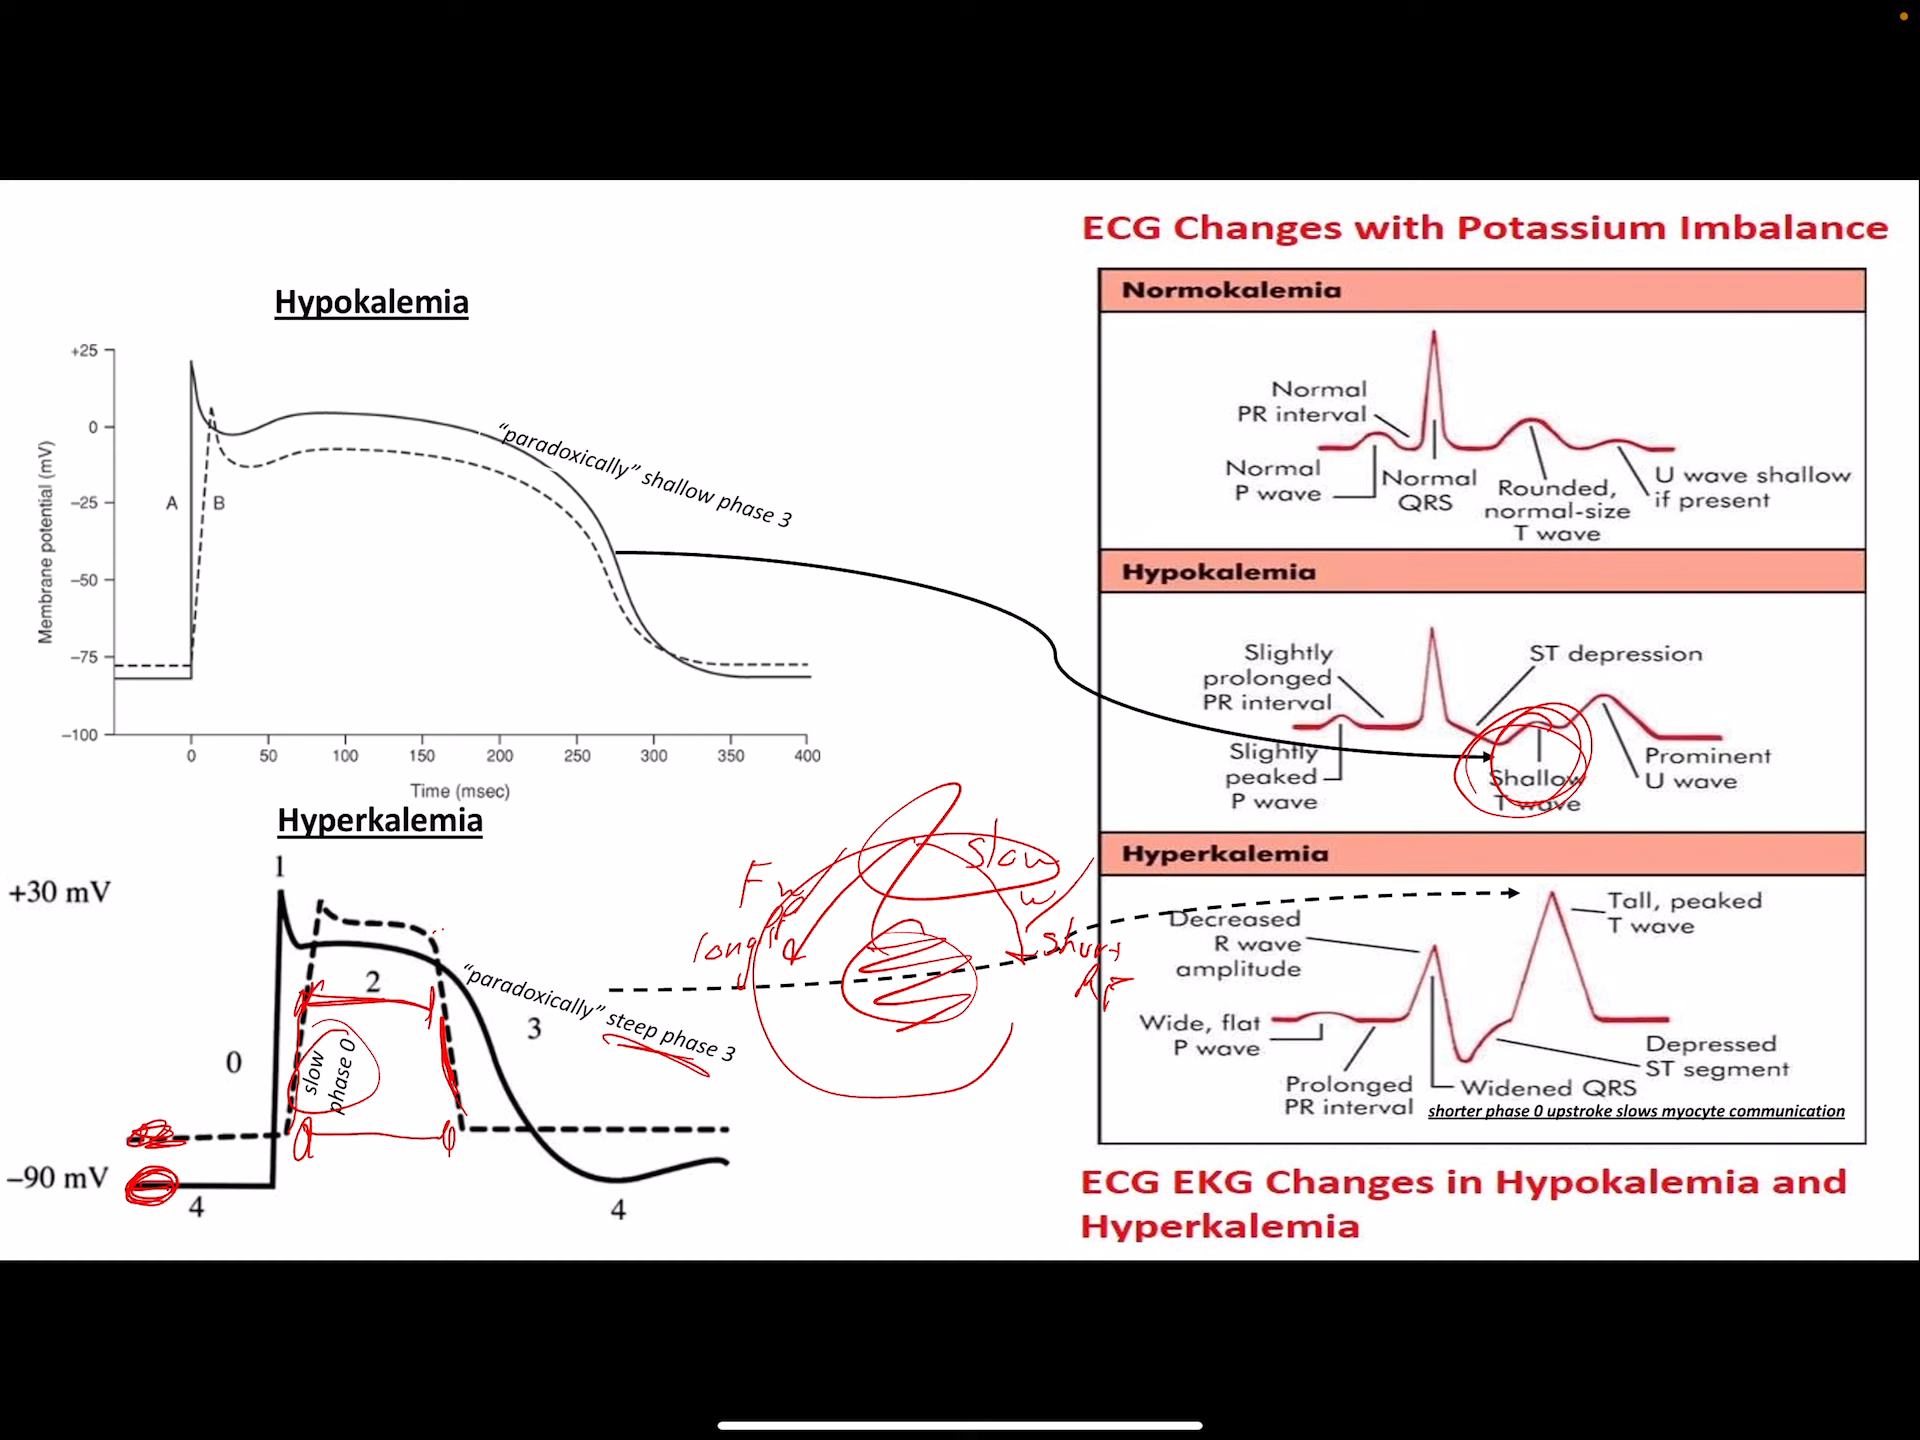 ECG Changes with Potassium Imbalance
Hypokalemia
+25
0
−25
−50
−75
−100
Membrane potential (mV)
A
B
"paradoxically" shallow phase 3
0
50
100
150
200
250
300
350
400
Time (msec)
Hyperkalemia
+30 mV
−90 mV
1
2
3
0
4
4
slow
phase 0
"paradoxically" steep phase 3
slow
long
short
Normokalemia
Normal
PR interval
Normal
P wave
Normal
QRS
Rounded,
normal-size
T wave
U wave shallow
if present
Hypokalemia
Slightly
prolonged
PR interval
ST depression
Slightly
peaked
P wave
Shallow
T wave
Prominent
U wave
Hyperkalemia
Decreased
R wave
amplitude
Tall, peaked
T wave
Wide, flat
P wave
Prolonged
PR interval
Widened QRS
Depressed
ST segment
shorter phase 0 upstroke slows myocyte communication
ECG EKG Changes in Hypokalemia and
Hyperkalemia